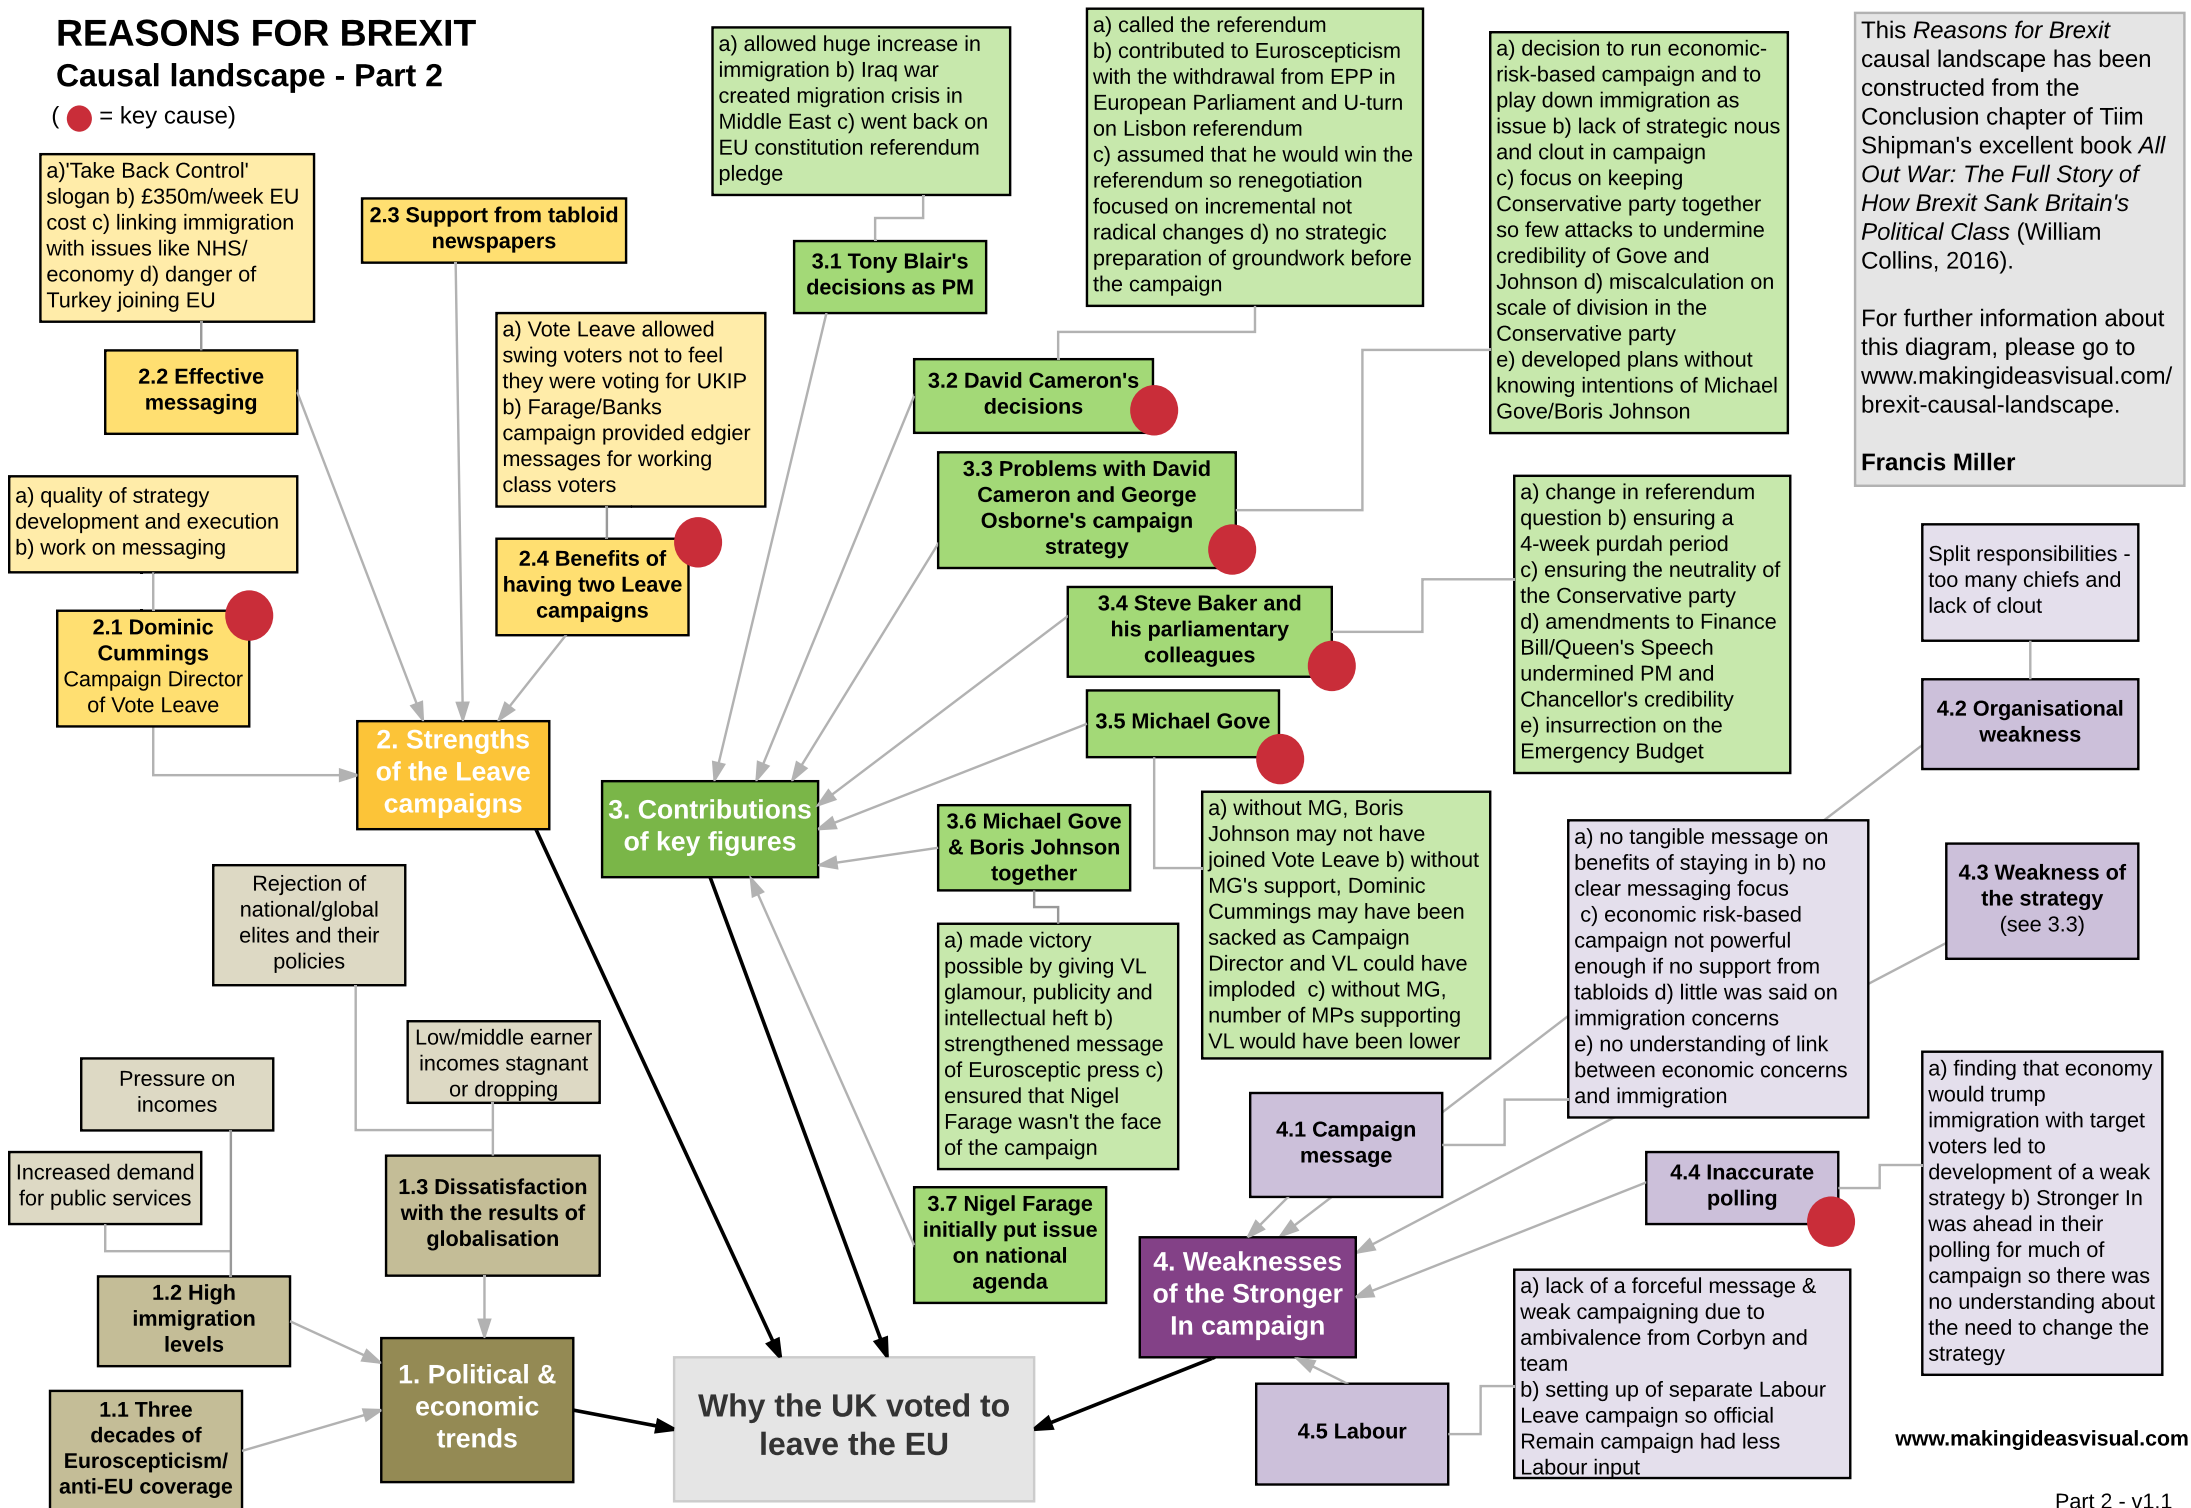 REASONS FOR BREXIT
Causal landscape - Part 2
( = key cause)
a)'Take Back Control'
slogan b) £350m/week EU
cost c) linking immigration
with issues like NHS/
economy d) danger of
Turkey joining EU
2.2 Effective
messaging
2.3 Support from tabloid
newspapers
a) quality of strategy
development and execution
b) work on messaging
2.1 Dominic
Cummings
Campaign Director
of Vote Leave
a) Vote Leave allowed
swing voters not to feel
they were voting for UKIP
b) Farage/Banks
campaign provided edgier
messages for working
class voters
2.4 Benefits of
having two Leave
campaigns
2. Strengths
of the Leave
campaigns
a) allowed huge increase in
immigration b) Iraq war
created migration crisis in
Middle East c) went back on
EU constitution referendum
pledge
3.1 Tony Blair's
decisions as PM
a) called the referendum
b) contributed to Euroscepticism
with the withdrawal from EPP in
European Parliament and U-turn
on Lisbon referendum
c) assumed that he would win the
referendum so renegotiation
focused on incremental not
radical changes d) no strategic
preparation of groundwork before
the campaign
3.2 David Cameron's
decisions
a) decision to run economic-
risk-based campaign and to
play down immigration as
issue b) lack of strategic nous
and clout in campaign
c) focus on keeping
Conservative party together
so few attacks to undermine
credibility of Gove and
Johnson d) miscalculation on
scale of division in the
Conservative party
e) developed plans without
knowing intentions of Michael
Gove/Boris Johnson
3.3 Problems with David
Cameron and George
Osborne's campaign
strategy
a) change in referendum
question b) ensuring a
4-week purdah period
c) ensuring the neutrality of
the Conservative party
d) amendments to Finance
Bill/Queen's Speech
undermined PM and
Chancellor's credibility
e) insurrection on the
Emergency Budget
3.4 Steve Baker and
his parliamentary
colleagues
3.5 Michael Gove
a) without MG, Boris
Johnson may not have
joined Vote Leave b) without
MG's support, Dominic
Cummings may have been
sacked as Campaign
Director and VL could have
imploded  c) without MG,
number of MPs supporting
VL would have been lower
3. Contributions
of key figures
3.6 Michael Gove
& Boris Johnson
together
a) made victory
possible by giving VL
glamour, publicity and
intellectual heft b)
strengthened message
of Eurosceptic press c)
ensured that Nigel
Farage wasn't the face
of the campaign
3.7 Nigel Farage
initially put issue
on national
agenda
This Reasons for Brexit
causal landscape has been
constructed from the
Conclusion chapter of Tiim
Shipman's excellent book All
Out War: The Full Story of
How Brexit Sank Britain's
Political Class (William
Collins, 2016).
For further information about
this diagram, please go to
www.makingideasvisual.com/
brexit-causal-landscape.
Francis Miller
Split responsibilities -
too many chiefs and
lack of clout
4.2 Organisational
weakness
a) no tangible message on
benefits of staying in b) no
clear messaging focus
c) economic risk-based
campaign not powerful
enough if no support from
tabloids d) little was said on
immigration concerns
e) no understanding of link
between economic concerns
and immigration
4.3 Weakness of
the strategy
(see 3.3)
4.1 Campaign
message
4.4 Inaccurate
polling
a) finding that economy
would trump
immigration with target
voters led to
development of a weak
strategy b) Stronger In
was ahead in their
polling for much of
campaign so there was
no understanding about
the need to change the
strategy
4. Weaknesses
of the Stronger
In campaign
a) lack of a forceful message &
weak campaigning due to
ambivalence from Corbyn and
team
b) setting up of separate Labour
Leave campaign so official
Remain campaign had less
Labour input
4.5 Labour
Rejection of
national/global
elites and their
policies
Low/middle earner
incomes stagnant
or dropping
Pressure on
incomes
Increased demand
for public services
1.3 Dissatisfaction
with the results of
globalisation
1.2 High
immigration
levels
1.1 Three
decades of
Euroscepticism/
anti-EU coverage
1. Political &
economic
trends
Why the UK voted to
leave the EU
www.makingideasvisual.com
Part 2 - v1.1